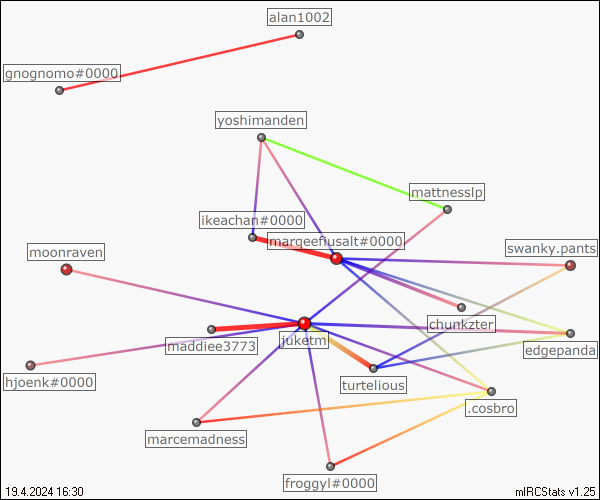 alan1002
gnognomo#0000
yoshimanden
mattnesslp
ikeachan#0000
margeeflusalt#0000
swanky.pants
moonraven
chunkzter
maddiee3773
juketm
edgepanda
hjoenk#0000
turtelious
.cosbro
marcemadness
froggyl#0000
19.4.2024 16:30
mIRCStats v1.25